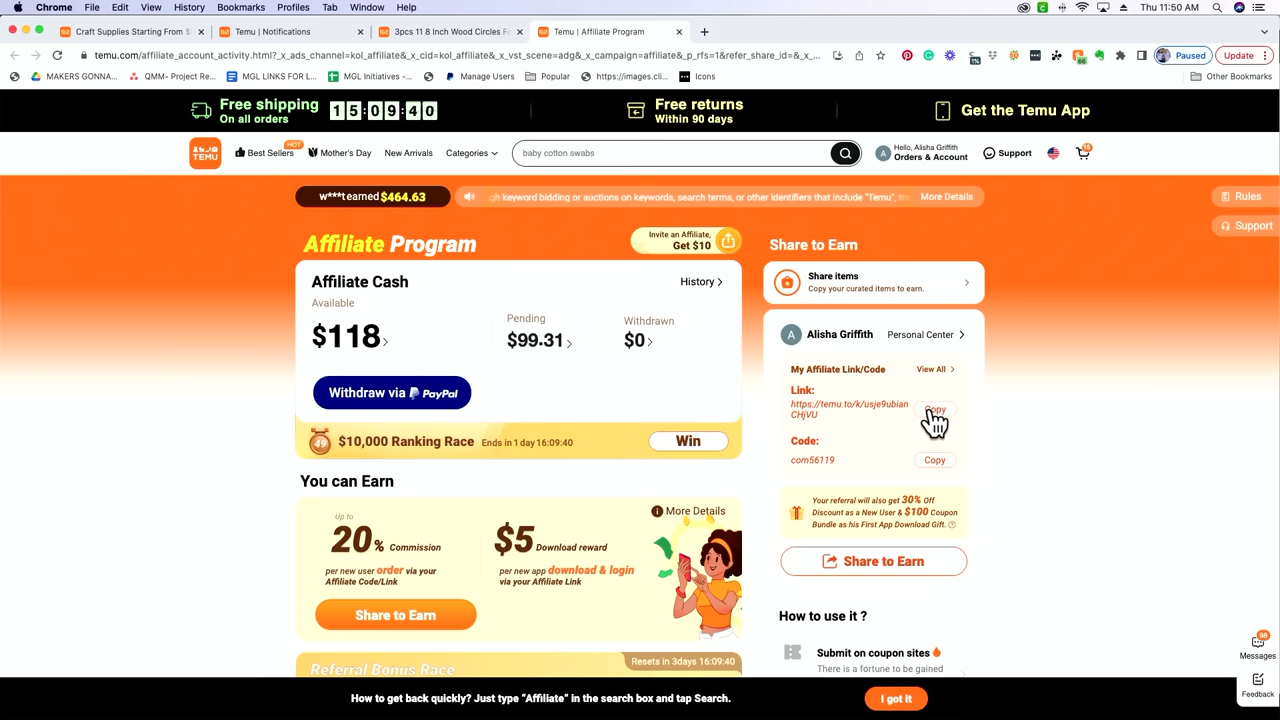 Chrome File Edit View History Bookmarks Profiles Tab Window Help
Thu 11:50 AM
Craft Supplies Starting From $
Temu | Notifications
3pcs 11 8 Inch Wood Circles F
Temu | Affiliate Program
temu.com/affiliate_account_activity.html?_x_ads_channel=kol_affiliate&_x_cid=kol_affiliate&_x_vst_scene=adg&_x_campaign=affiliate&_p_rfs=1&refer_share_id=&_x_...
Paused
Update
MAKERS GONNA...
QMM- Project Re...
MGL LINKS FOR L...
MGL Initiatives -...
Manage Users
Popular
https://images.cli...
Icons
Other Bookmarks
Free shipping
On all orders
15:09:40
Free returns
Within 90 days
Get the Temu App
TEMU
Best Sellers
HOT
Mother's Day
New Arrivals
Categories
baby cotton swabs
Hello, Alisha Griffith
Orders & Account
Support
w***t earned $464.63
gh keyword bidding or auctions on keywords, search terms, or other identifiers that include "Temu",
More Details
Rules
Support
Affiliate Program
Invite an Affiliate,
Get $10
Affiliate Cash
History
Available
$118
Pending
$99.31
Withdrawn
$0
Withdraw via PayPal
49
$10,000 Ranking Race
Ends in 1 day 16:09:40
Win
You can Earn
More Details
Up to
20% Commission
per new user order via your
Affiliate Code/Link
$5 Download reward
per new app download & login
via your Affiliate Link
Share to Earn
Referral Bonus Race
Resets in 3days 16:09:40
Share to Earn
Share items
Copy your curated items to earn.
A
Alisha Griffith
Personal Center
My Affiliate Link/Code
View All
Link:
https://temu.to/k/usje9ubian
CHjVU
Copy
Code:
com56119
Copy
Your referral will also get 30% Off
Discount as a New User & $100 Coupon
Bundle as his First App Download Gift.
Share to Earn
How to use it ?
Submit on coupon sites
There is a fortune to be gained
98
Messages
Feedback
How to get back quickly? Just type "Affiliate" in the search box and tap Search.
I got it